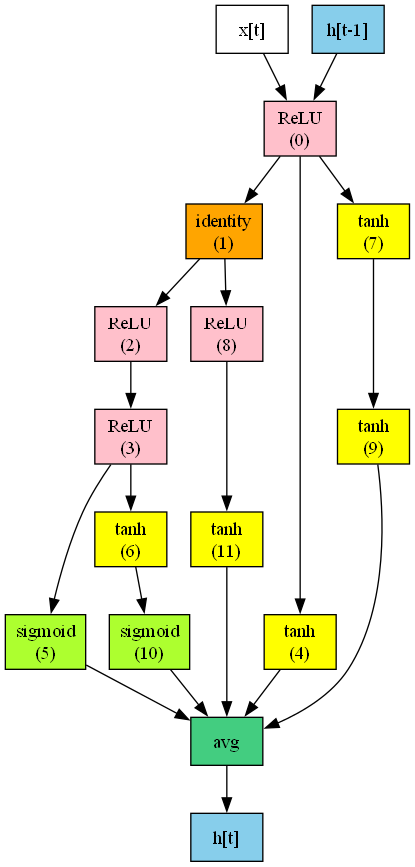 x[t]
h[t-1]
ReLU
(0)
identity
(1)
tanh
(7)
ReLU
(2)
ReLU
(8)
ReLU
(3)
tanh
(9)
tanh
(6)
tanh
(11)
sigmoid
(5)
sigmoid
(10)
tanh
(4)
avg
h[t]